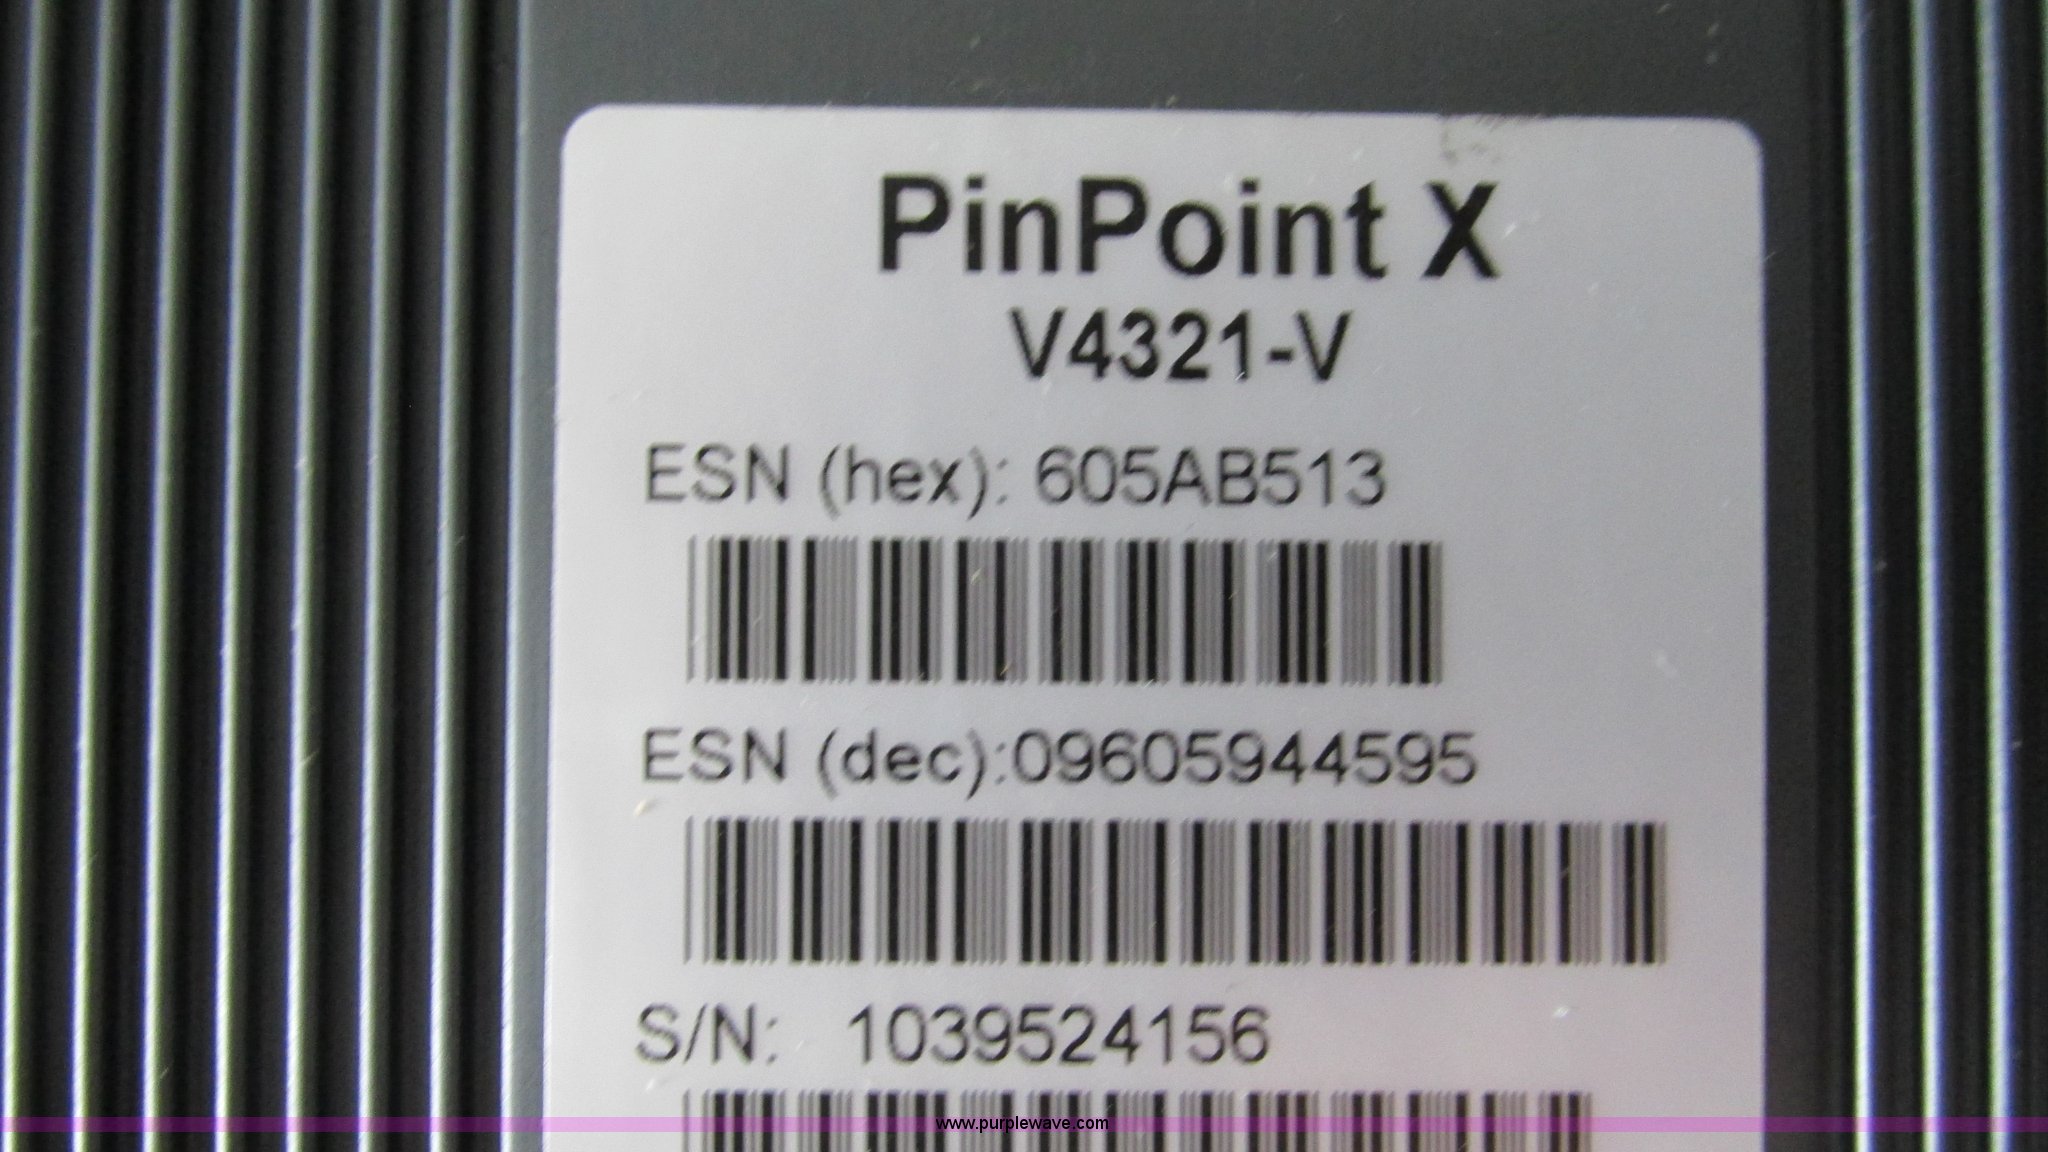 PinPoint X
V4321-V
ESN (hex): 605AB513
ESN (dec):09605944595
S/N: 1039524156
www.purplewave.com